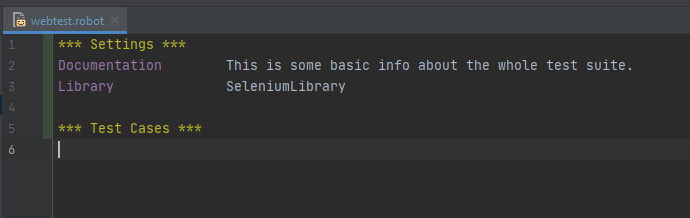 webtest.robot
1 *** Settings ***
2 Documentation This is some basic info about the whole test suite.
3 Library SeleniumLibrary
4
5 *** Test Cases ***
6